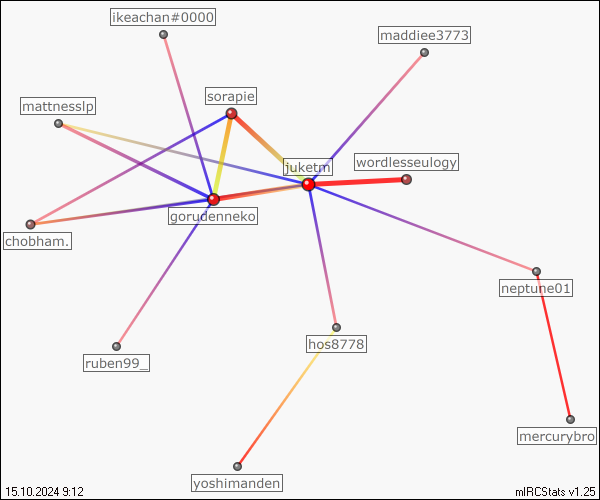 ikeachan#0000
maddiee3773
sorapie
mattnesslp
juketm
wordlesseulogy
gorudenneko
chobham.
neptune01
hos8778
ruben99_
mercurybro
yoshimanden
15.10.2024 9:12
mIRCStats v1.25